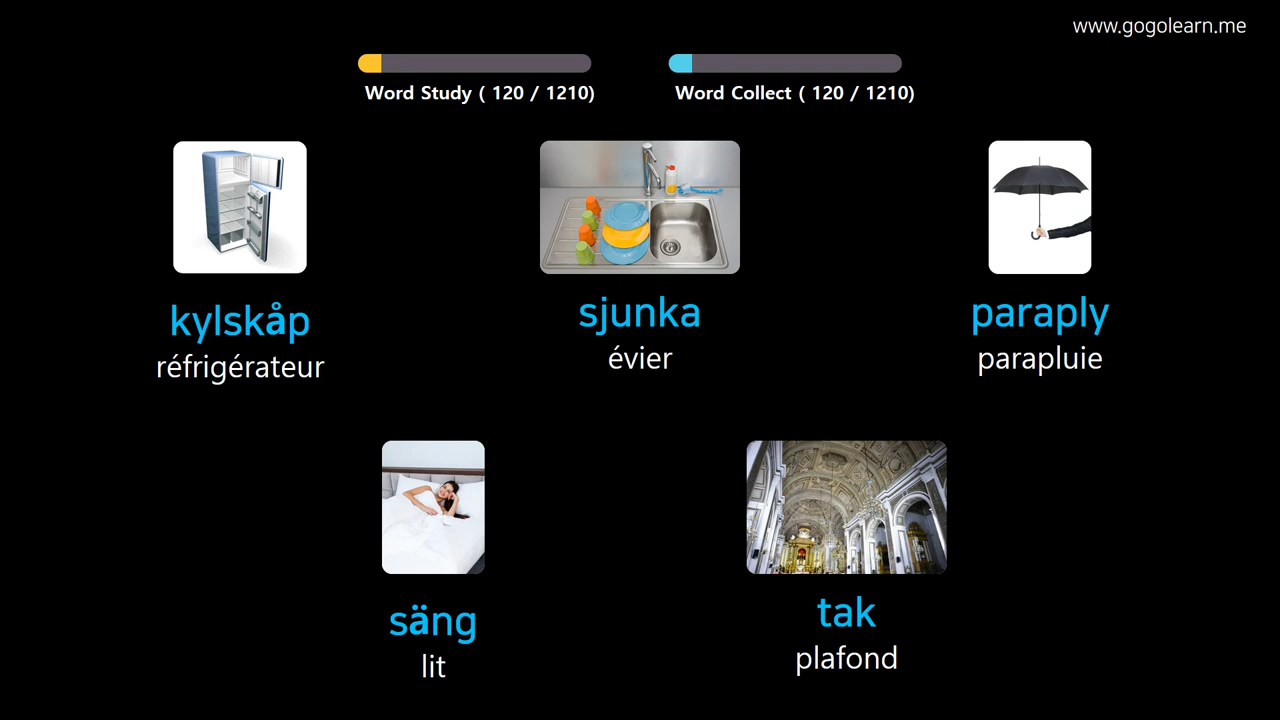 www.gogolearn.me
Word Study ( 120 / 1210)
Word Collect ( 120 / 1210)
kylskåp
réfrigérateur
sjunka
évier
paraply
parapluie
säng
lit
tak
plafond